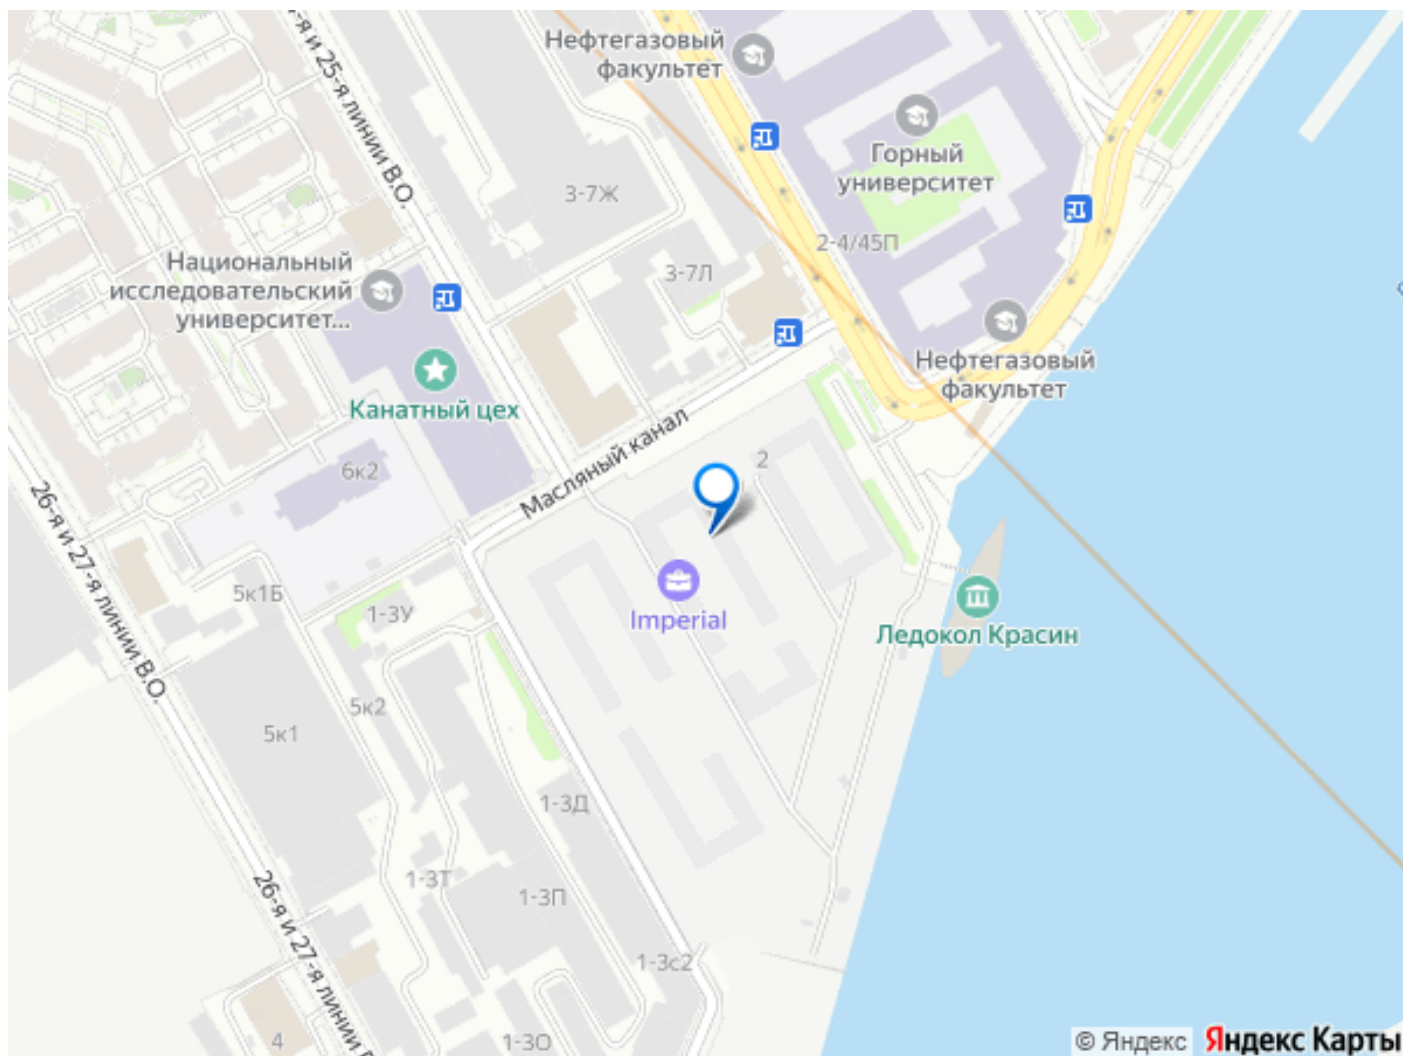 Нефтегазовый
факультет
-я и 25-я линии В.О.
Горный
университет
3-7Ж
2-4/45П
Национальный
исследовательский
университет...
3-7Л
Нефтегазовый
факультет
Канатный цех
Масляный канал
2
6к2
26-я и 27-я линии В.О.
5к1Б
1-3У
Imperial
Ледокол Красин
5к2
5к1
1-3Д
1-3Т
1-3П
26-я и 27-я линии
1-3с2
4
1-3О
© Яндекс Яндекс Карты